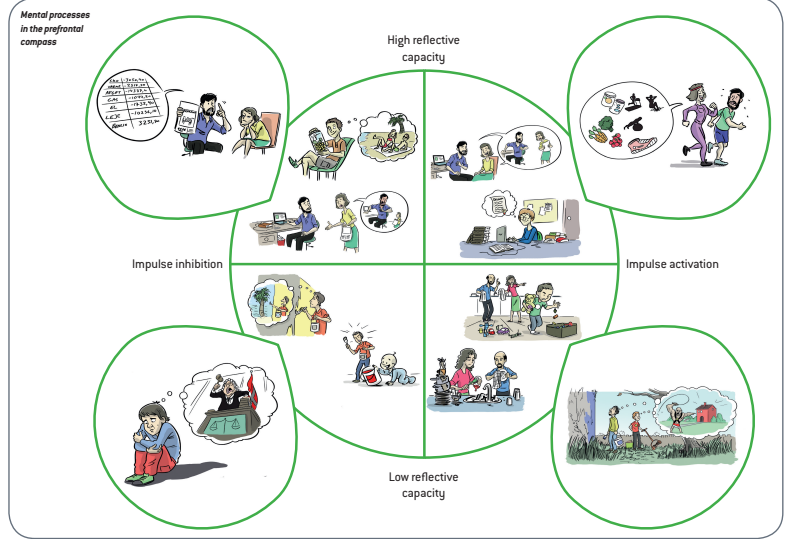 Mental processes
in the prefrontal
compass
High reflective
capacity
Impulse inhibition
Impulse activation
Low reflective
capacity